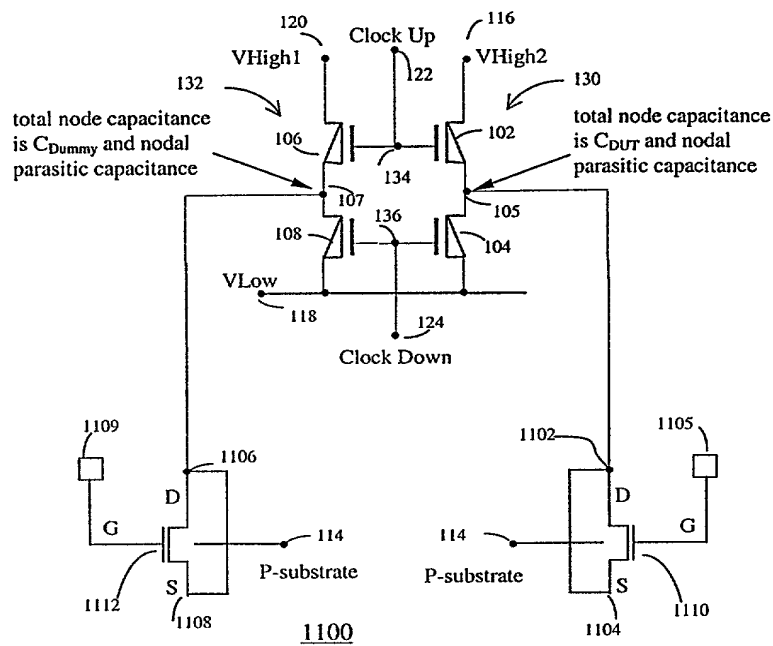 120
116
Clock Up
VHigh1
122
VHigh2
132
130
total node capacitance
is CDummy and nodal
parasitic capacitance
total node capacitance
is CDUT and nodal
parasitic capacitance
106
102
134
107
105
136
108
104
VLow
118
124
Clock Down
1109
1105
1106
1102
D
D
G
G
114
114
P-substrate
P-substrate
1112
S
S
1110
1108
1104
1100